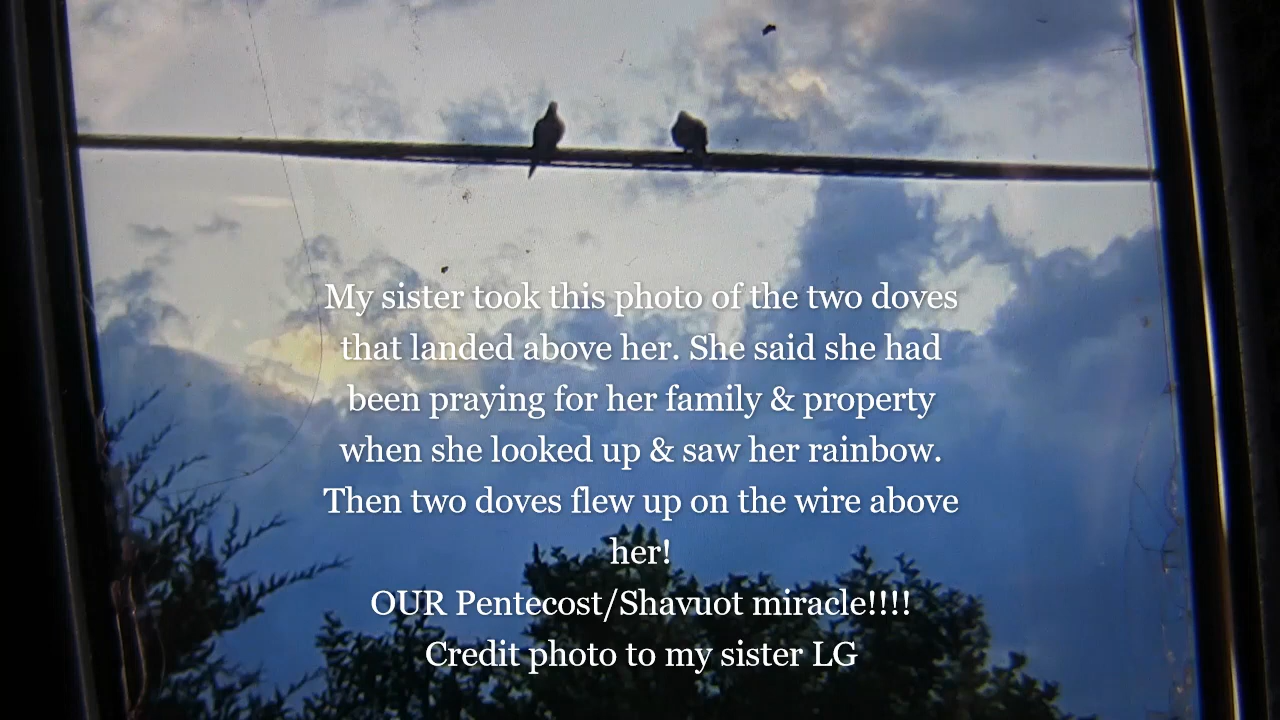 My sister took this photo of the two doves
that landed above her. She said she had
been praying for her family & property
when she looked up & saw her rainbow.
Then two doves flew up on the wire above
her!
OUR Pentecost/Shavuot miracle!!!!
Credit photo to my sister LG